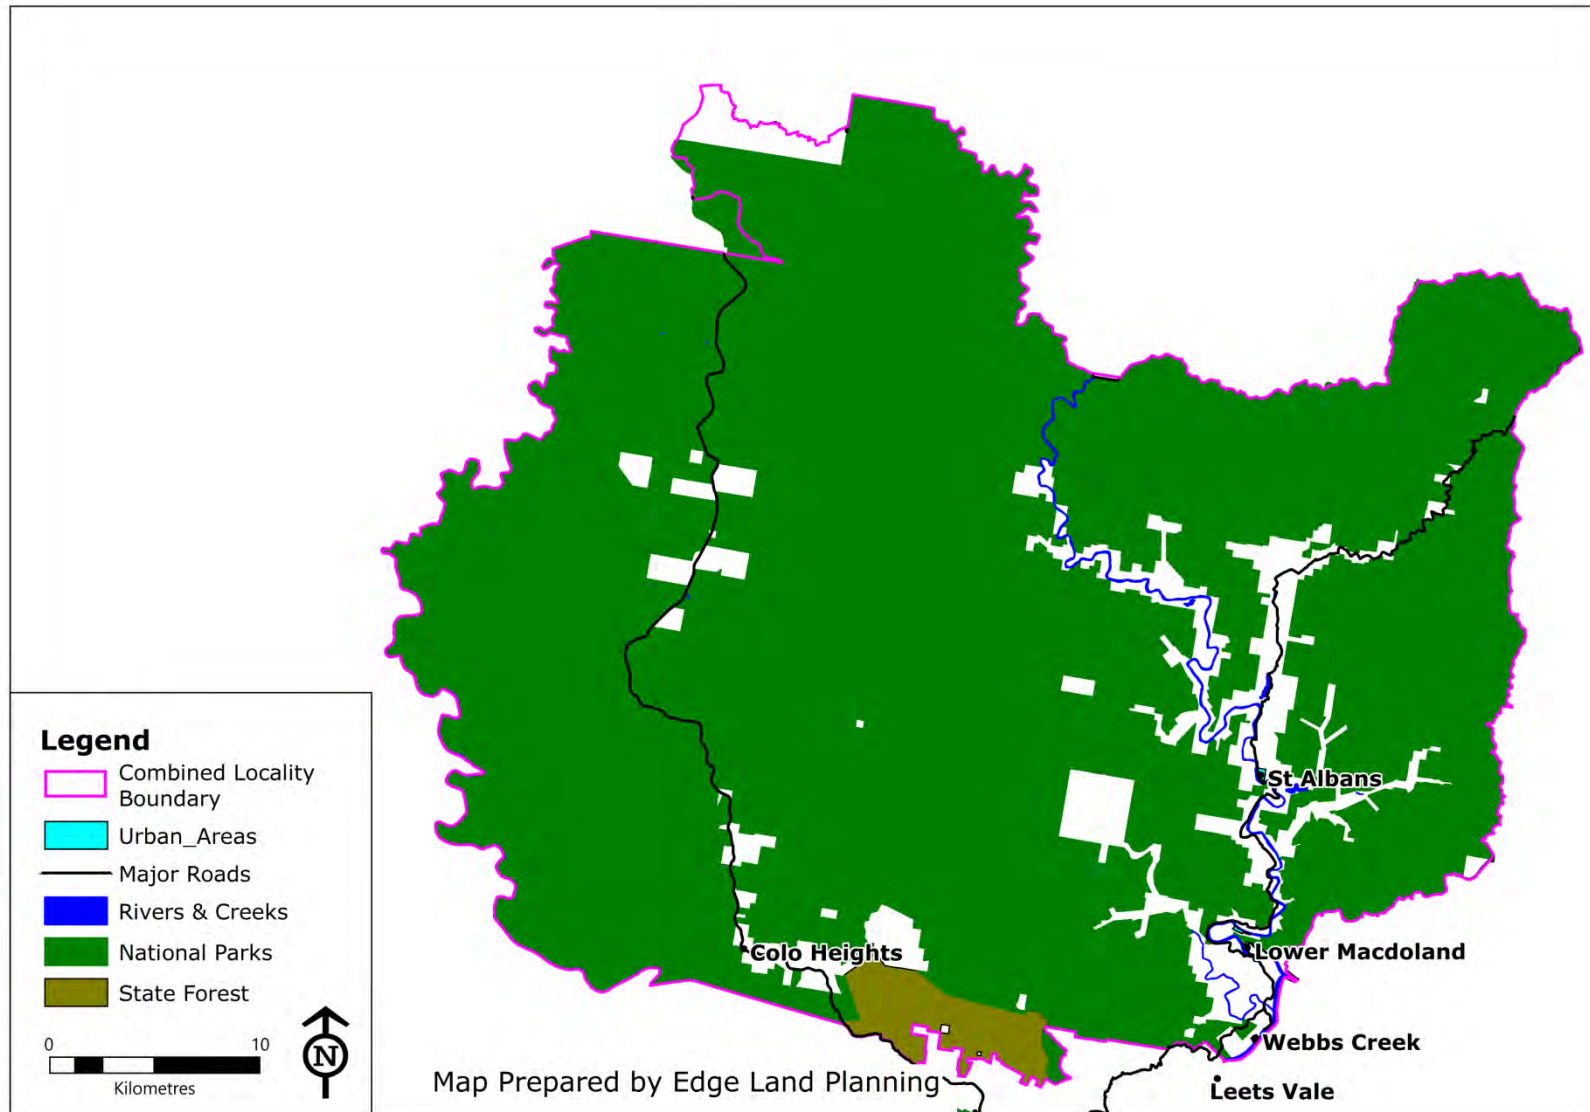 St Albans
Colo Heights
Lower Macdoland
Webbs Creek
Leets Vale
Legend
Combined Locality
Boundary
Urban_Areas
Major Roads
Rivers & Creeks
National Parks
State Forest
0 10
Kilometres
N
Map Prepared by Edge Land Planning